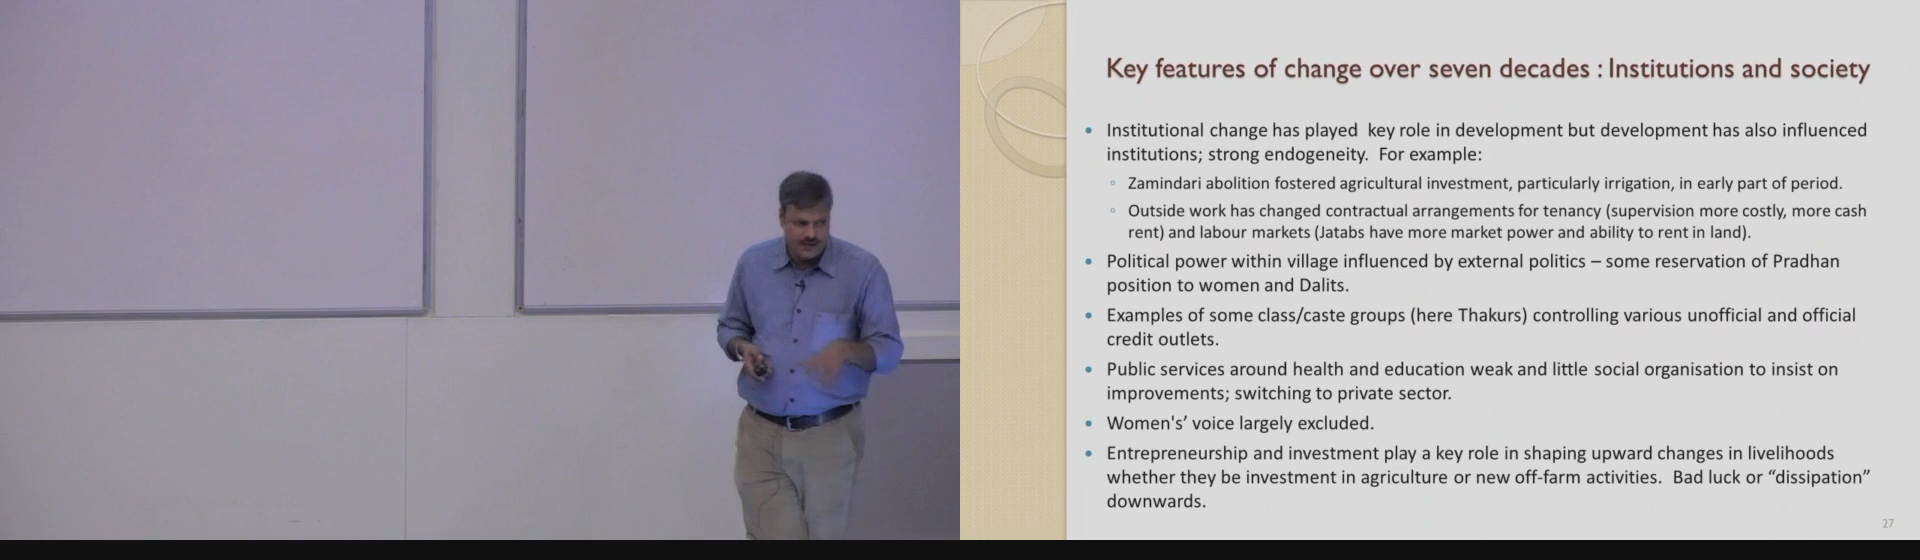 Key features of change over seven decades : Institutions and society
• Institutional change has played  key role in development but development has also influenced
institutions; strong endogeneity.  For example:
◦ Zamindari abolition fostered agricultural investment, particularly irrigation, in early part of period.
◦ Outside work has changed contractual arrangements for tenancy (supervision more costly, more cash
rent) and labour markets (Jatabs have more market power and ability to rent in land).
• Political power within village influenced by external politics – some reservation of Pradhan
position to women and Dalits.
• Examples of some class/caste groups (here Thakurs) controlling various unofficial and official
credit outlets.
• Public services around health and education weak and little social organisation to insist on
improvements; switching to private sector.
• Women's’ voice largely excluded.
• Entrepreneurship and investment play a key role in shaping upward changes in livelihoods
whether they be investment in agriculture or new off-farm activities.  Bad luck or “dissipation”
downwards.
27